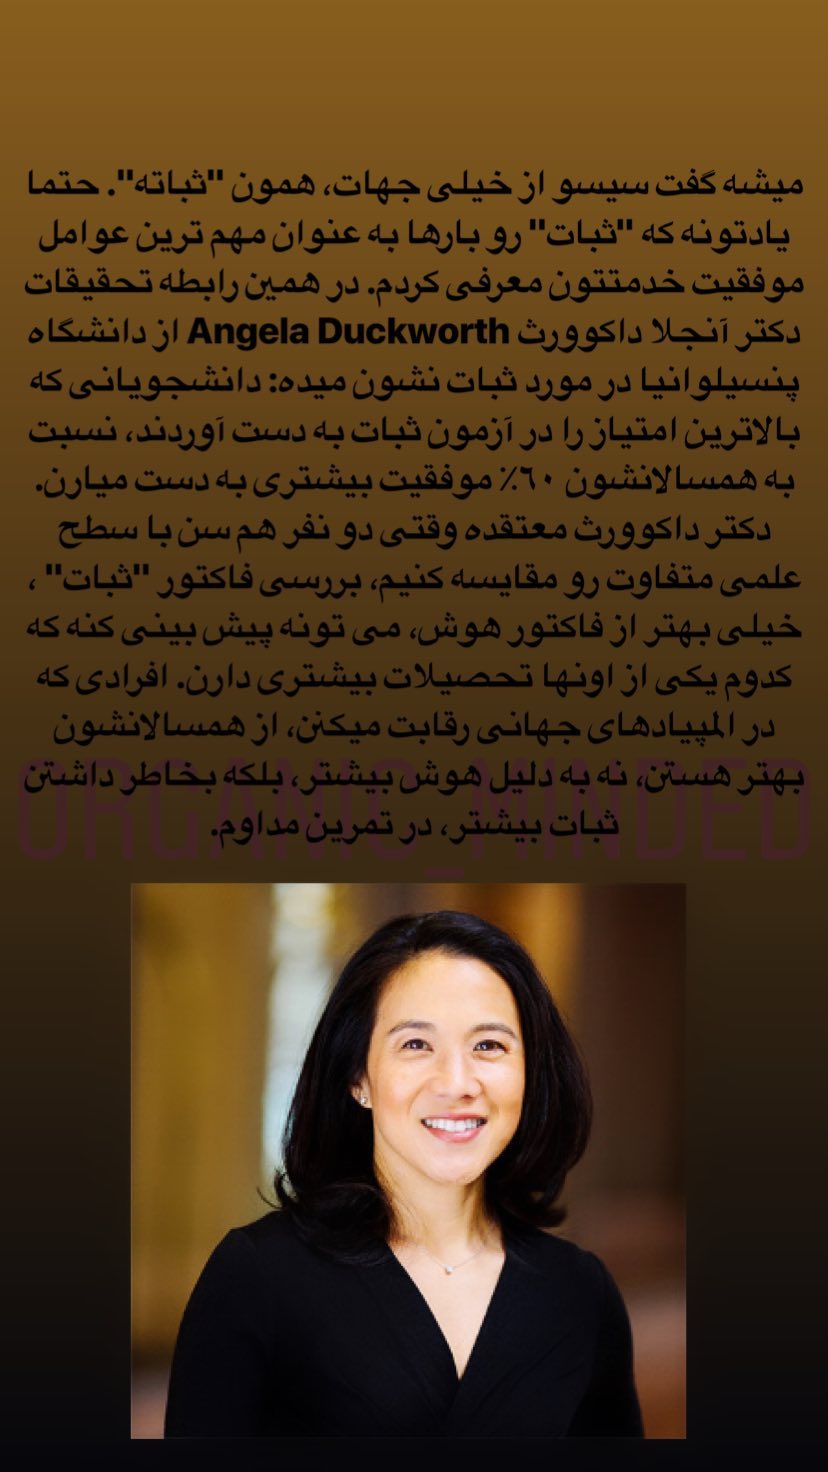 میشه گفت سیسو از خیلی جهات، همون "ثباته". حتما
یادتونه که "ثبات" رو بارها به عنوان مهم ترین عوامل
موفقیت خدمتتون معرفی کردم. در همین رابطه تحقیقات
دکتر آنجلا داکوورث Angela Duckworth از دانشگاه
پنسیلوانیا در مورد ثبات نشون میده: دانشجویانی که
بالاترین امتیاز را در آزمون ثبات به دست آوردند، نسبت
به همسالانشون ۶۰٪ موفقیت بیشتری به دست میارن.
دکتر داکوورث معتقده وقتی دو نفر هم سن با سطح
علمی متفاوت رو مقایسه کنیم، بررسی فاکتور "ثبات" ،
خیلی بهتر از فاکتور هوش، می تونه پیش بینی کنه که
کدوم یکی از اونها تحصیلات بیشتری دارن. افرادی که
در المپیادهای جهانی رقابت میکنن، از همسالانشون
بهتر هستن، نه به دلیل هوش بیشتر، بلکه بخاطر داشتن
ثبات بیشتر، در تمرین مداوم.
ORGANIC_MINDED